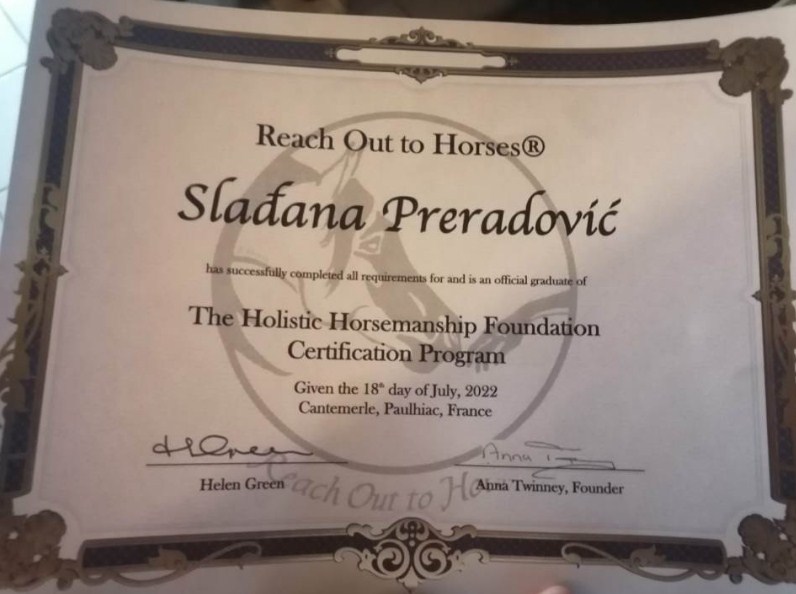 Reach Out to Horses®
Slađana Preradović
has successfully completed all requirements for and is an official graduate of
The Holistic Horsemanship Foundation
Certification Program
Given the 18ᵗʰ day of July, 2022
Cantemerle, Paulhiac, France
HGreen
Anna T
Helen Green
Anna Twinney, Founder
Reach Out to Ho